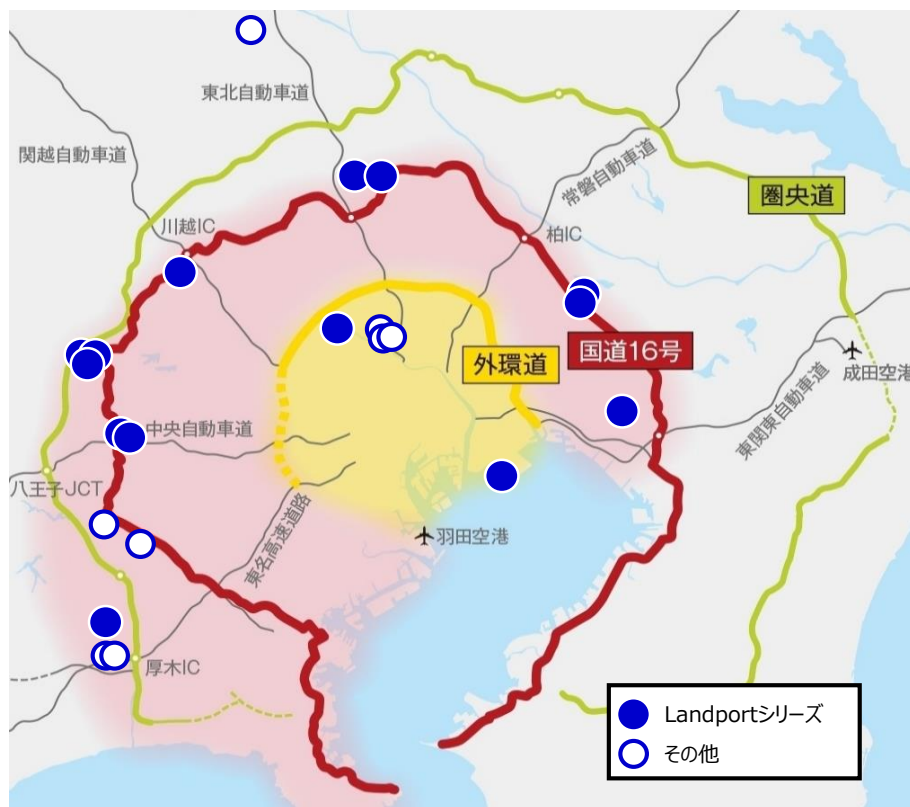 東北自動車道
関越自動車道
常磐自動車道
圏央道
川越IC
柏IC
国道16号
外環道
成田空港
東関東自動車道
中央自動車道
八王子JCT
東名高速道路
羽田空港
厚木IC
Landportシリーズ
その他